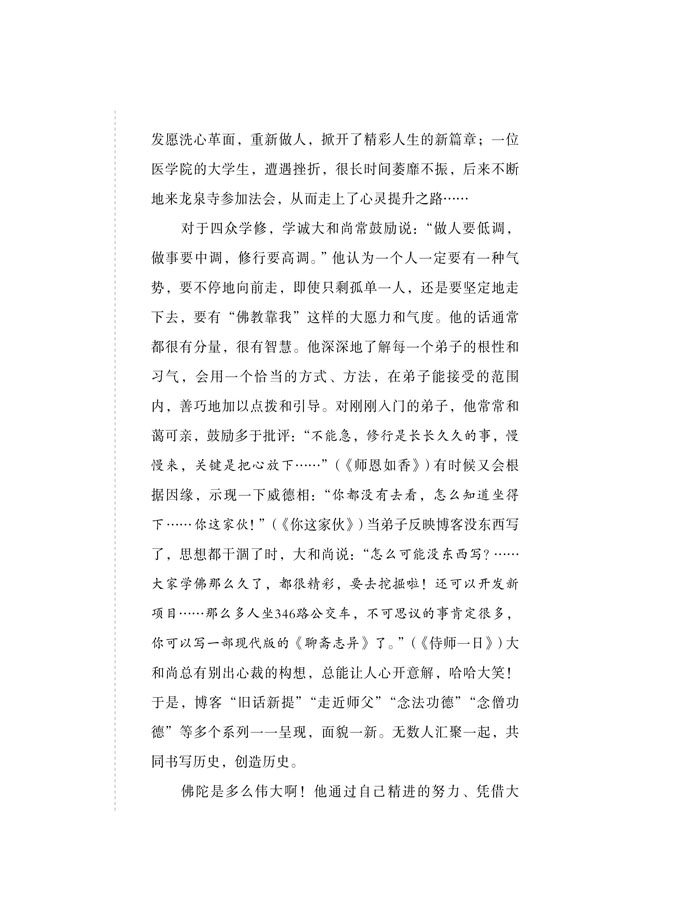 发愿洗心革面，重新做人，掀开了精彩人生的新篇章；一位
医学院的大学生，遭遇挫折，很长时间萎靡不振，后来不断
地来龙泉寺参加法会，从而走上了心灵提升之路……
对于四众学修，学诚大和尚常鼓励说：“做人要低调，
做事要中调，修行要高调。”他认为一个人一定要有一种气
势，要不停地向前走，即使只剩孤单一人，还是要坚定地走
下去，要有“佛教靠我”这样的大愿力和气度。他的话通常
都很有分量，很有智慧。他深深地了解每一个弟子的根性和
习气，会用一个恰当的方式、方法，在弟子能接受的范围
内，善巧地加以点拨和引导。对刚刚入门的弟子，他常常和
蔼可亲，鼓励多于批评：“不能急，修行是长长久久的事，慢
慢来，关键是把心放下……”（《师恩如香》）有时候又会根
据因缘，示现一下威德相：“你都没有去看，怎么知道坐得
下……你这家伙！”（《你这家伙》）当弟子反映博客没东西写
了，思想都干涸了时，大和尚说：“怎么可能没东西写？……
大家学佛那么久了，都很精彩，要去挖掘啦！还可以开发新
项目……那么多人坐346路公交车，不可思议的事肯定很多，
你可以写一部现代版的《聊斋志异》了。”（《侍师一日》）大
和尚总有别出心裁的构想，总能让人心开意解，哈哈大笑！
于是，博客“旧话新提”“走近师父”“念法功德”“念僧功
德”等多个系列一一呈现，面貌一新。无数人汇聚一起，共
同书写历史，创造历史。
佛陀是多么伟大啊！他通过自己精进的努力、凭借大